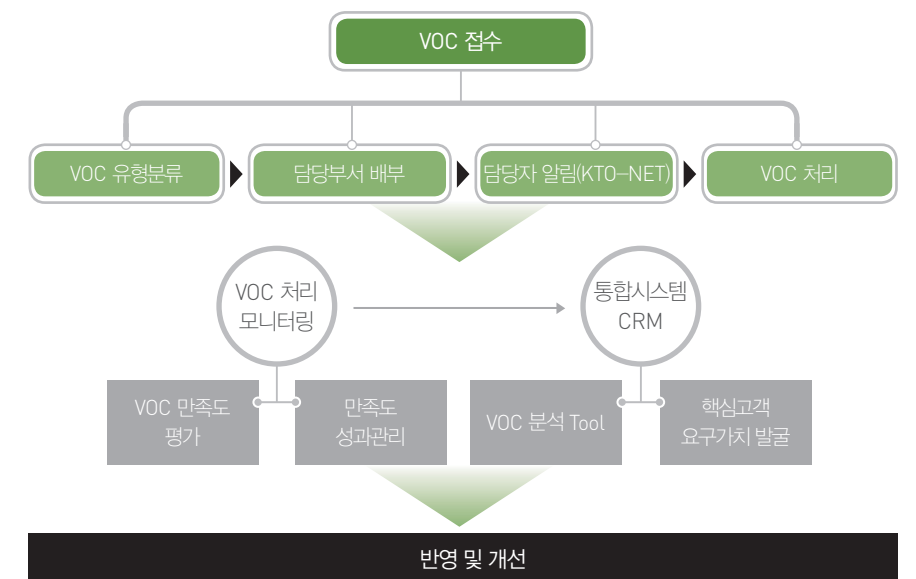 VOC 접수
VOC 유형분류
담당부서 배부
담당자 알림(KTO-NET)
VOC 처리
VOC 처리
모니터링
통합시스템
CRM
VOC 만족도
평가
만족도
성과관리
VOC 분석 Tool
핵심고객
요구가치 발굴
반영 및 개선